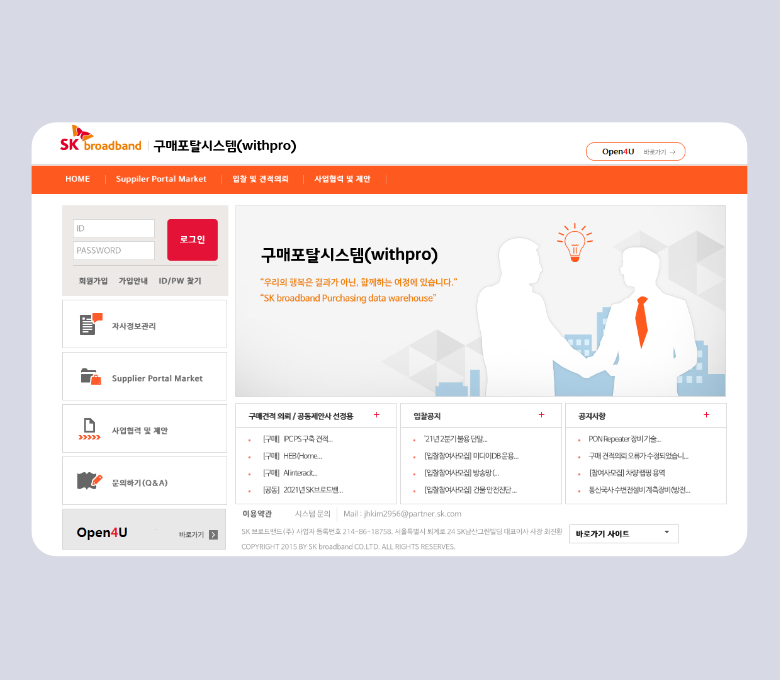 SK broadband 구매포탈시스템(withpro)
Open4U 바로가기 →
HOME Suppiler Portal Market 입찰 및 견적의뢰 사업협력 및 제안
ID
PASSWORD
로그인
회원가입 가입안내 ID/PW 찾기
자사정보관리
Supplier Portal Market
사업협력 및 제안
문의하기(Q&A)
Open4U 바로가기
구매포탈시스템(withpro)
"우리의 행복은 결과가 아닌, 함께하는 여정에 있습니다."
"SK broadband Purchasing data warehouse"
구매견적 의뢰 / 공동제안사 선정용 +
[구매] IPCPS 구축 견적...
[구매] HEB(Home...
[구매] AI interact...
[공동] 2021년 SK브로드밴...
입찰공지 +
'21년 2분기 불용 단말...
[입찰참여사모집] 미디어DB 운용...
[입찰참여사모집] 방송망 (...
[입찰참여사모집] 건물 안전진단 ...
공지사항 +
PON Repeater 장비 기술...
구매 견적의뢰 오류가 수정되었습니...
[참여사모집] 차량 랩핑 용역
통신국사 수변전설비 계측장비(방전...
이용약관 시스템 문의 Mail : jhkim2956@partner.sk.com
SK 브로드밴드(주) 사업자 등록번호 214-86-18758, 서울특별시 퇴계로 24 SK남산그린빌딩 대표이사 사장 최진환
COPYRIGHT 2015 BY SK broadband CO.LTD. ALL RIGHTS RESERVES.
바로가기 사이트